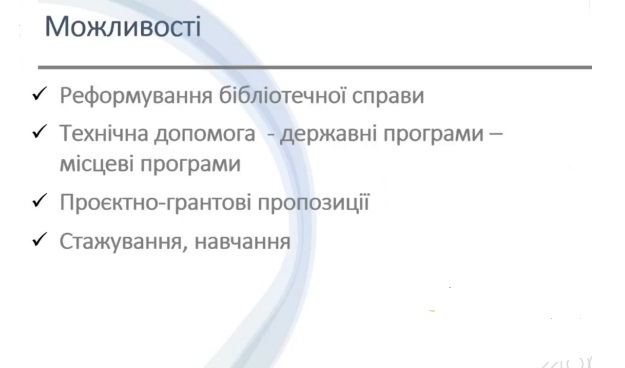 Можливості
✓ Реформування бібліотечної справи
✓ Технічна допомога - державні програми –
місцеві програми
✓ Проєктно-грантові пропозиції
✓ Стажування, навчання